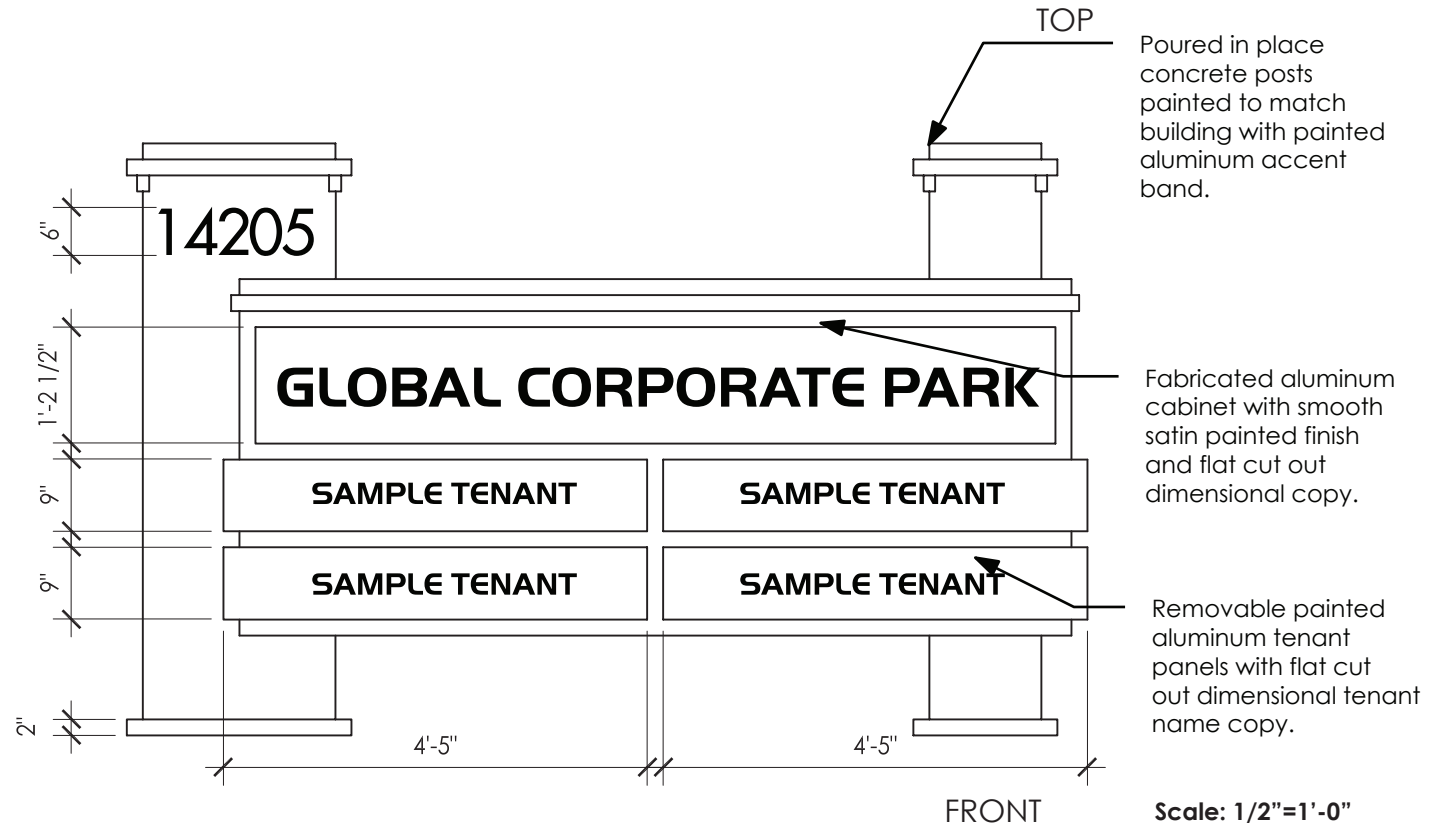 TOP
Poured in place
concrete posts
painted to match
building with painted
aluminum accent
band.
14205
6"
1'-2 1/2"
GLOBAL CORPORATE PARK
Fabricated aluminum
cabinet with smooth
satin painted finish
and flat cut out
dimensional copy.
9"
SAMPLE TENANT
SAMPLE TENANT
9"
SAMPLE TENANT
SAMPLE TENANT
Removable painted
aluminum tenant
panels with flat cut
out dimensional tenant
name copy.
2"
4'-5"
4'-5"
FRONT
Scale: 1/2”=1’-0”